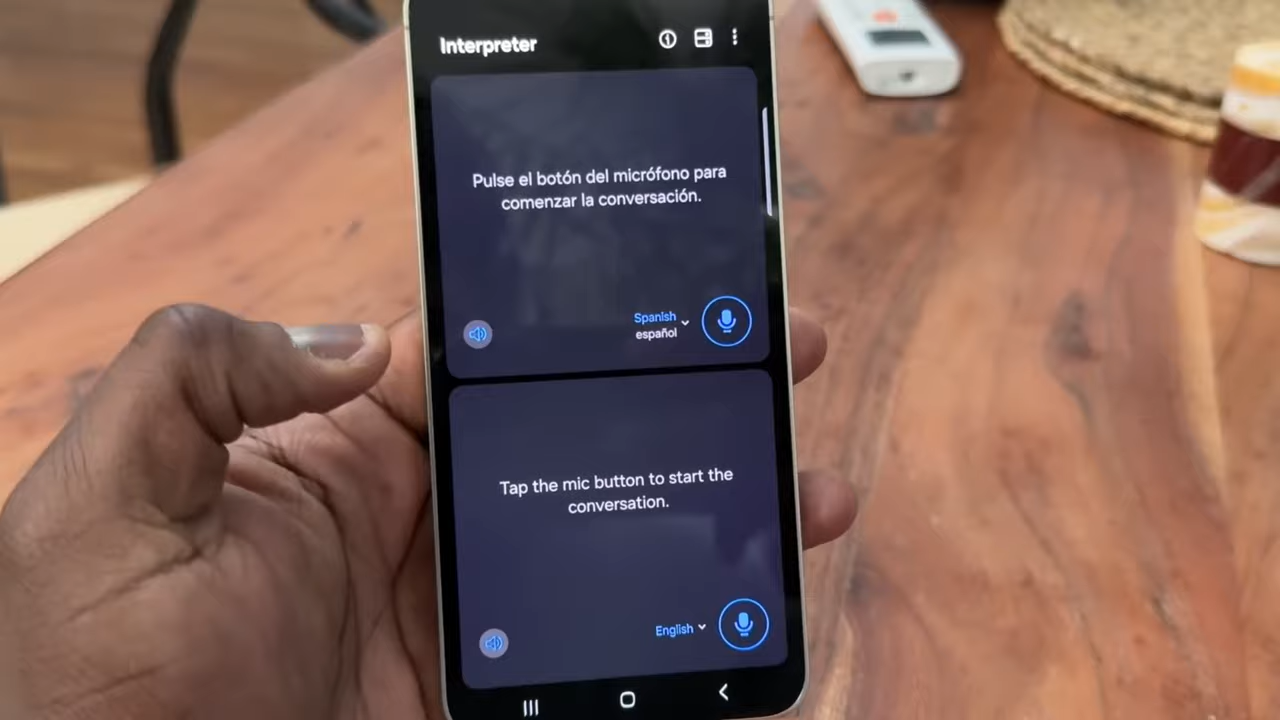 Interpreter
Pulse el botón del micrófono para
comenzar la conversación.
Spanish
español
Tap the mic button to start the
conversation.
English